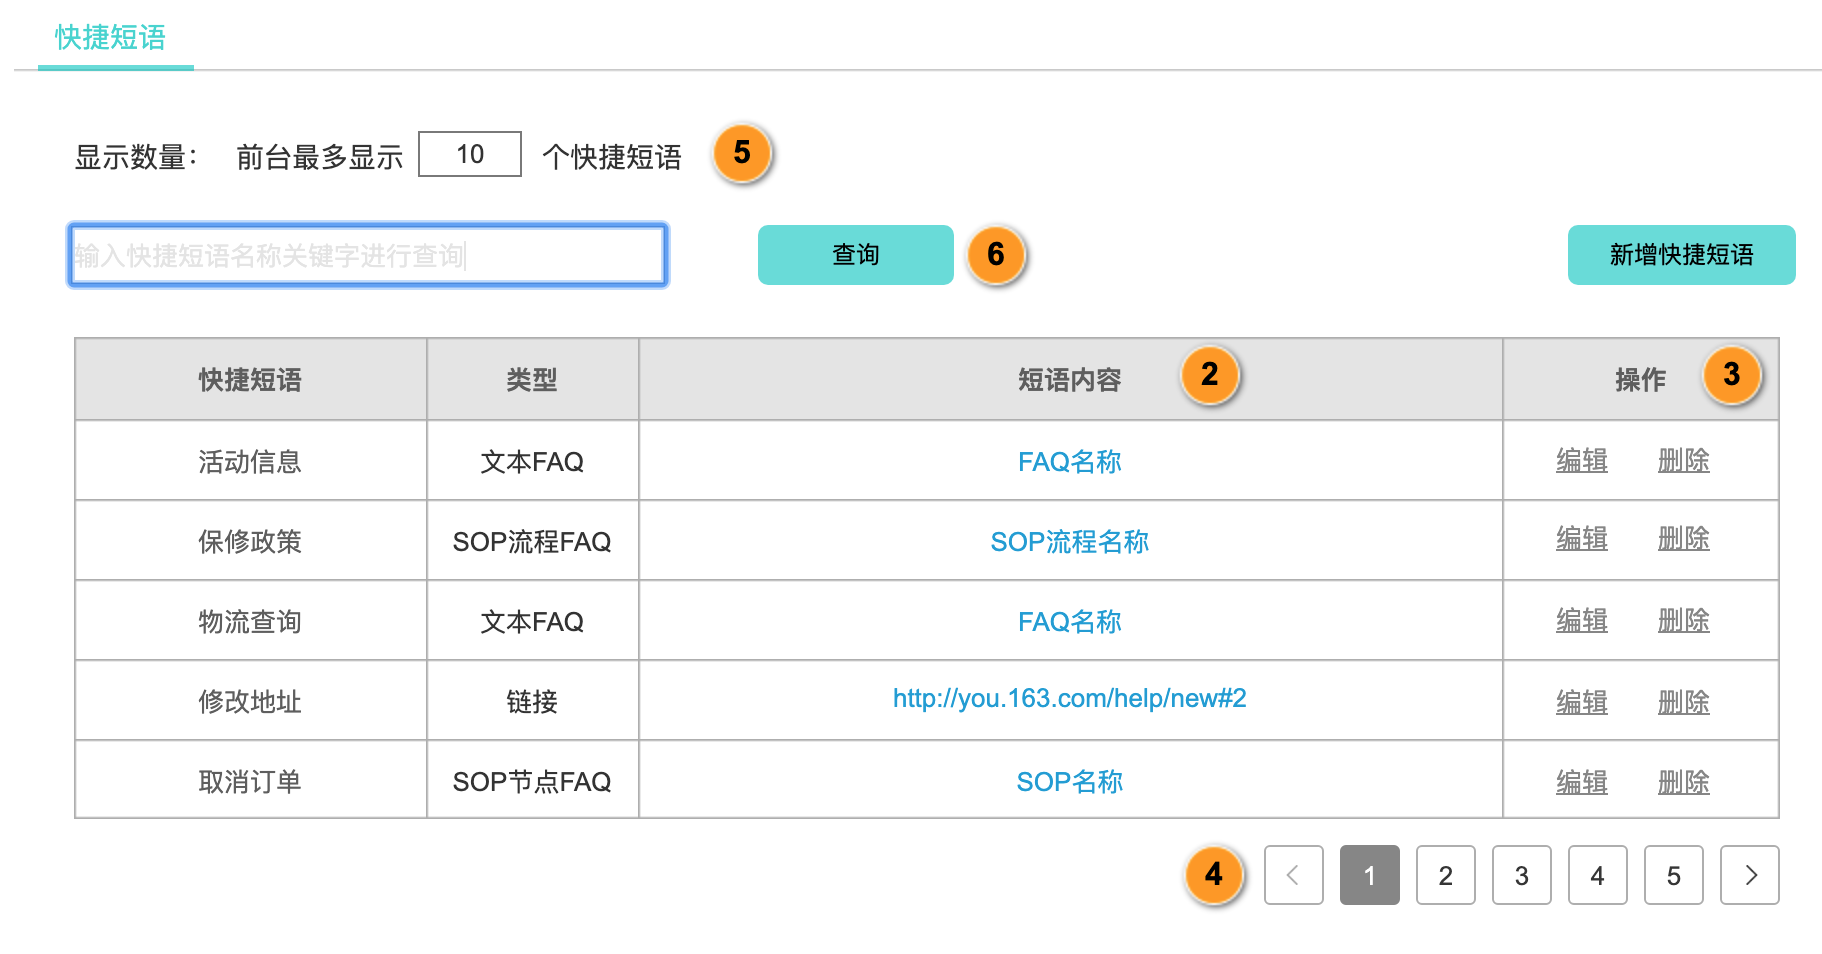 快捷短语
显示数量： 前台最多显示 10 个快捷短语 5
输入快捷短语名称关键字进行查询 查询 6 新增快捷短语
快捷短语 类型 短语内容 2 操作 3
活动信息 文本FAQ FAQ名称 编辑 删除
保修政策 SOP流程FAQ SOP流程名称 编辑 删除
物流查询 文本FAQ FAQ名称 编辑 删除
修改地址 链接 http://you.163.com/help/new#2 编辑 删除
取消订单 SOP节点FAQ SOP名称 编辑 删除
4 < 1 2 3 4 5 >